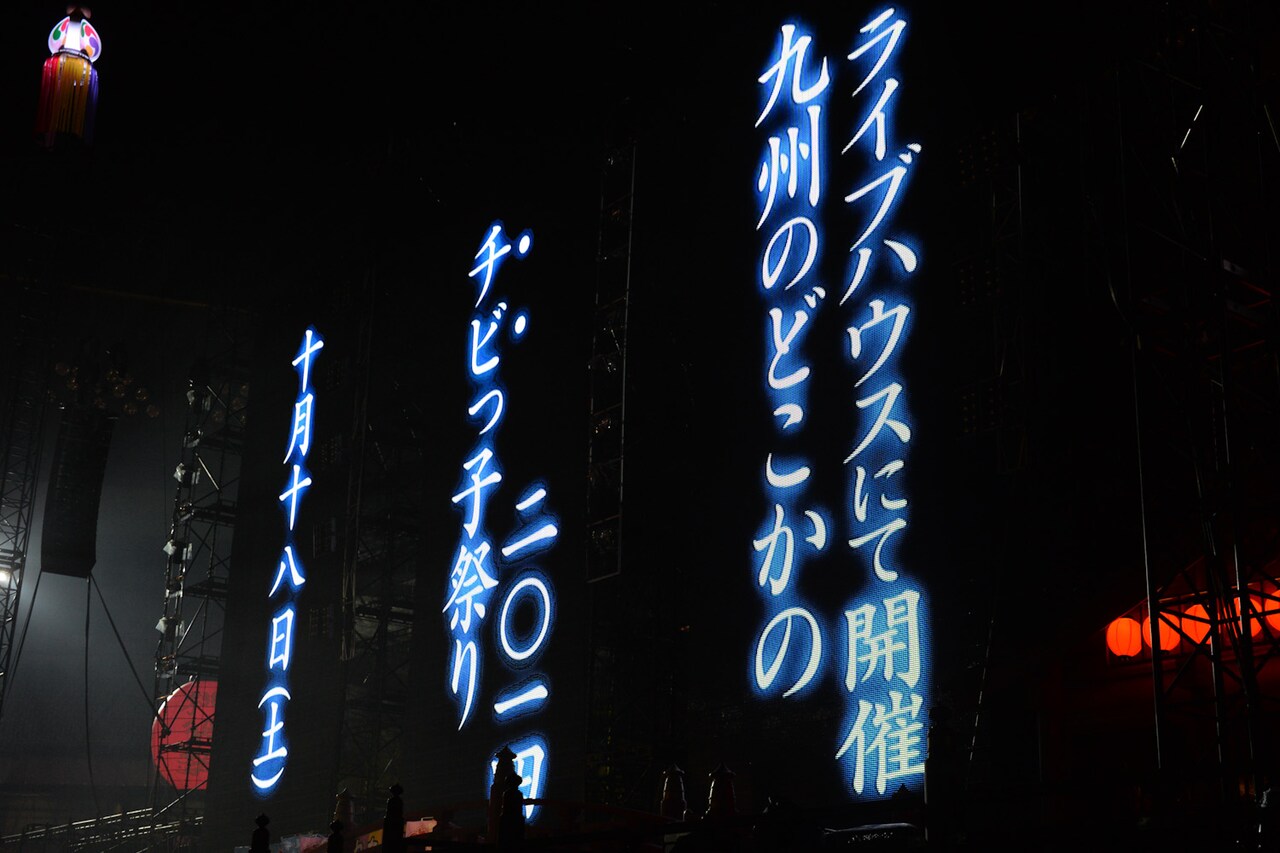 十月十八日(土)
チビっ子祭り
二〇一四
九州のどこかの
ライブハウスにて開催